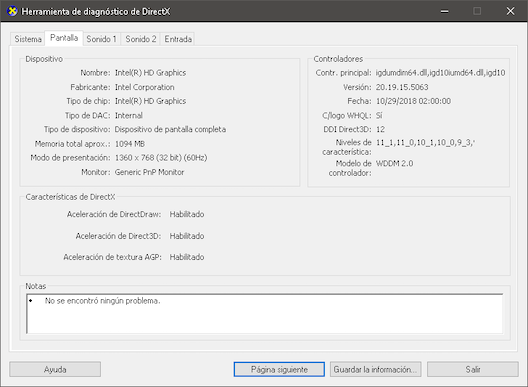 Herramienta de diagnóstico de DirectX
Sistema Pantalla Sonido 1 Sonido 2 Entrada
Dispositivo
Nombre: Intel(R) HD Graphics
Fabricante: Intel Corporation
Tipo de chip: Intel(R) HD Graphics
Tipo de DAC: Internal
Tipo de dispositivo: Dispositivo de pantalla completa
Memoria total aprox.: 1094 MB
Modo de presentación: 1360 x 768 (32 bit) (60Hz)
Monitor: Generic PnP Monitor
Controladores
Contr. principal: igdumdim64.dll,igd10iumd64.dll,igd10
Versión: 20.19.15.5063
Fecha: 10/29/2018 02:00:00
C/logo WHQL: Sí
DDI Direct3D: 12
Niveles de característica: 11_1,11_0,10_1,10_0,9_3,'
Modelo de controlador: WDDM 2.0
Características de DirectX
Aceleración de DirectDraw: Habilitado
Aceleración de Direct3D: Habilitado
Aceleración de textura AGP: Habilitado
Notas
• No se encontró ningún problema.
Ayuda Página siguiente Guardar la información... Salir